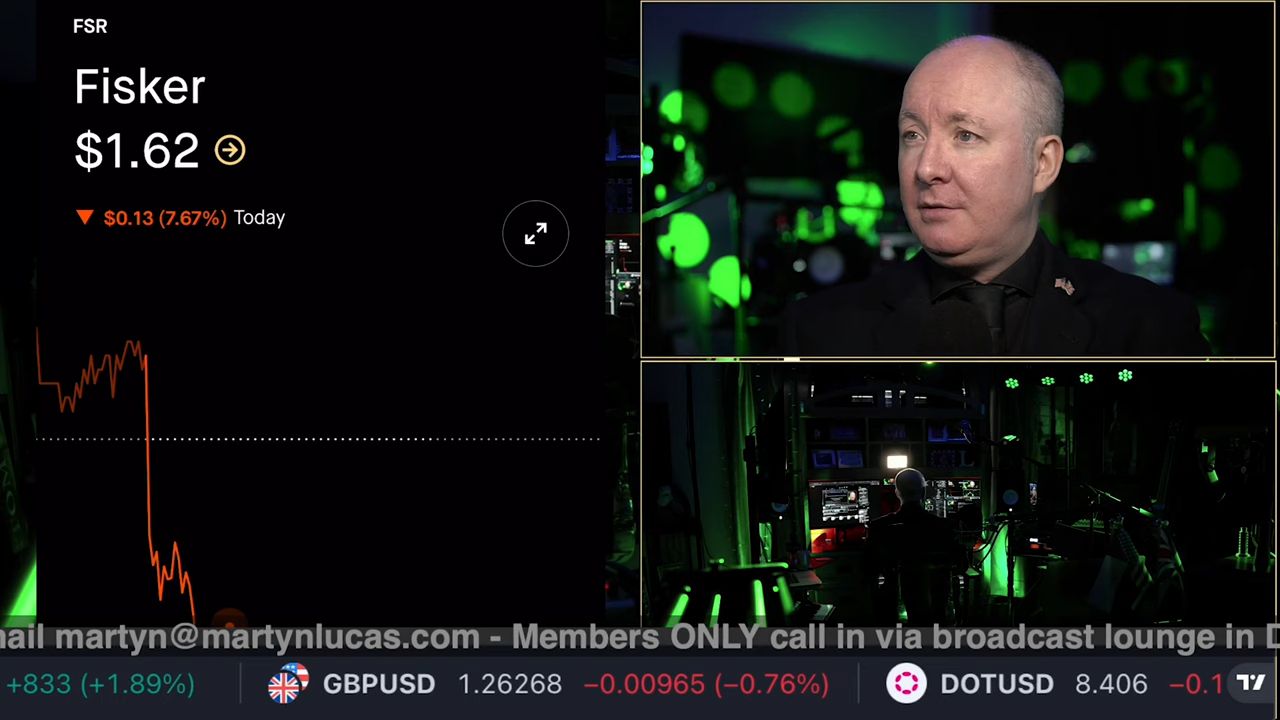 FSR
Fisker
$1.62
▼ $0.13 (7.67%) Today
mail martyn@martynlucas.com - Members ONLY call in via broadcast lounge in D
+833 (+1.89%) GBPUSD 1.26268 −0.00965 (−0.76%) DOTUSD 8.406 −0.1